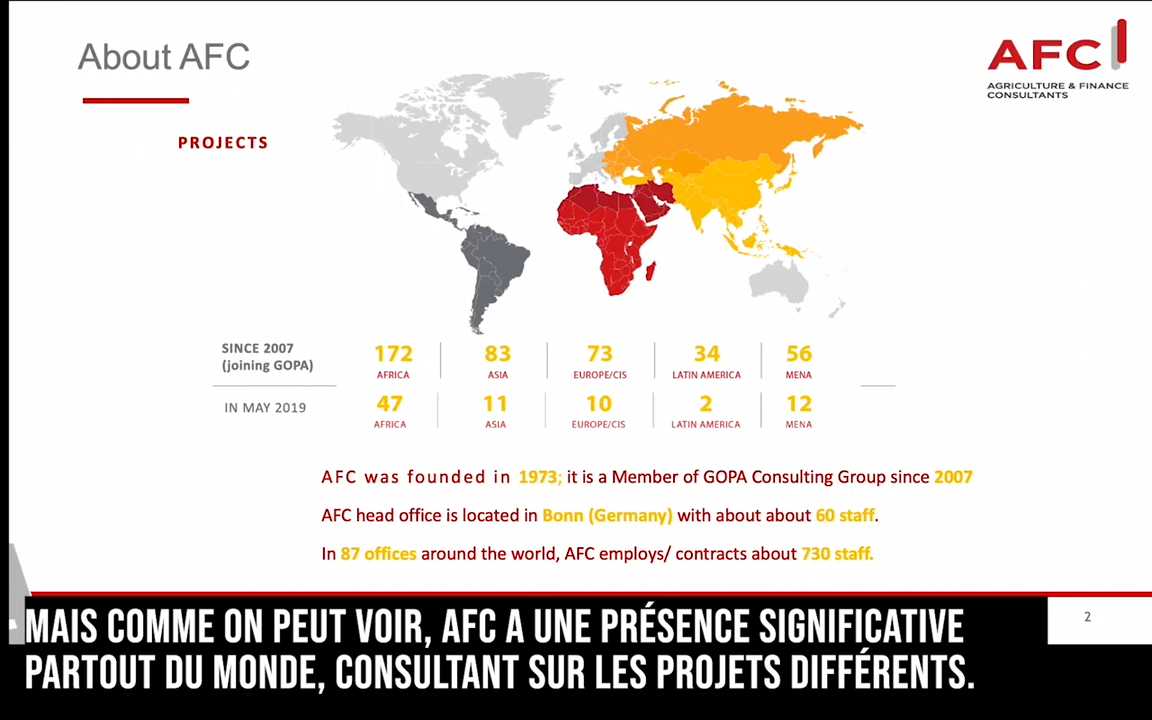 About AFC
AFC
AGRICULTURE & FINANCE
CONSULTANTS
PROJECTS
SINCE 2007
(joining GOPA)
172 83 73 34 56
AFRICA ASIA EUROPE/CIS LATIN AMERICA MENA
IN MAY 2019
47 11 10 2 12
AFRICA ASIA EUROPE/CIS LATIN AMERICA MENA
AFC was founded in 1973; it is a Member of GOPA Consulting Group since 2007
AFC head office is located in Bonn (Germany) with about about 60 staff.
In 87 offices around the world, AFC employs/ contracts about 730 staff.
2
MAIS COMME ON PEUT VOIR, AFC A UNE PRÉSENCE SIGNIFICATIVE
PARTOUT DU MONDE, CONSULTANT SUR LES PROJETS DIFFÉRENTS.